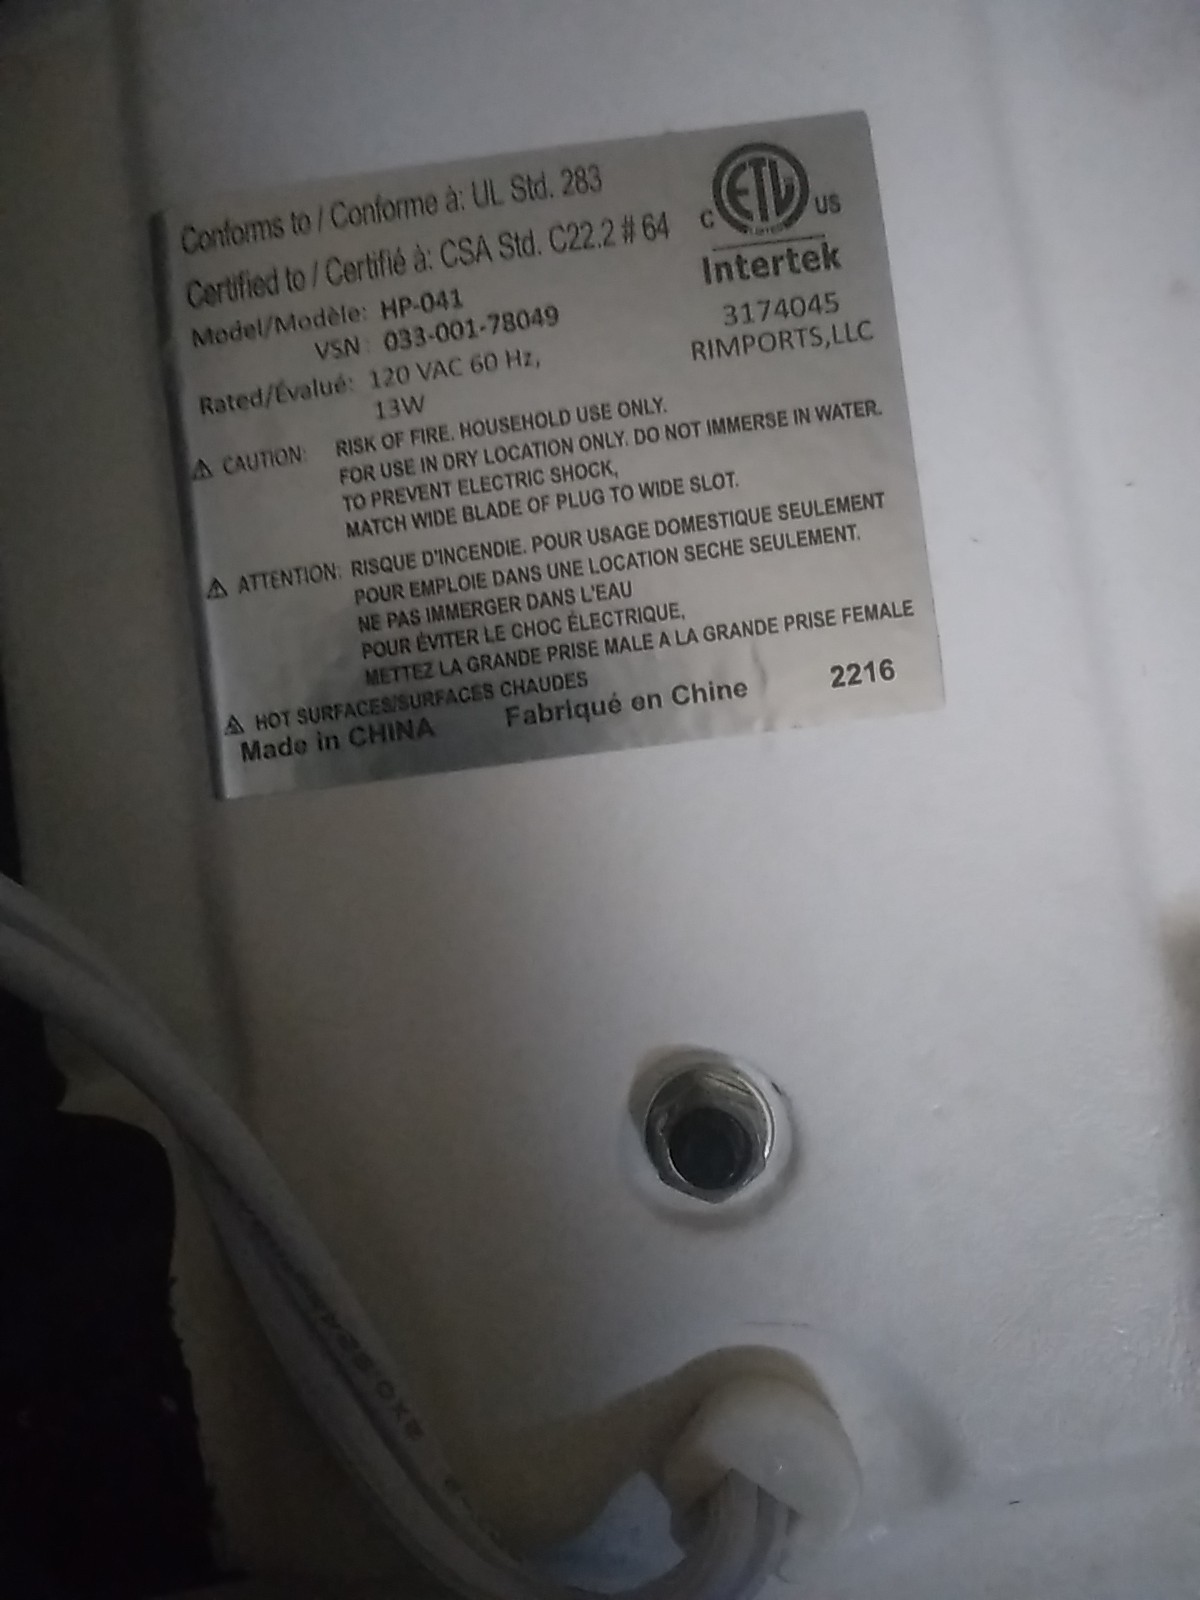 Conforms to / Conforme à: UL Std. 283
Certified to / Certifié à: CSA Std. C22.2 # 64
C ETL US
LISTED
Intertek
3174045
RIMPORTS,LLC
Model/Modèle: HP-041
VSN : 033-001-78049
Rated/Évalué: 120 VAC 60 Hz,
13W
⚠ CAUTION: RISK OF FIRE. HOUSEHOLD USE ONLY.
FOR USE IN DRY LOCATION ONLY. DO NOT IMMERSE IN WATER.
TO PREVENT ELECTRIC SHOCK,
MATCH WIDE BLADE OF PLUG TO WIDE SLOT.
⚠ ATTENTION: RISQUE D'INCENDIE. POUR USAGE DOMESTIQUE SEULEMENT
POUR EMPLOIE DANS UNE LOCATION SECHE SEULEMENT.
NE PAS IMMERGER DANS L'EAU
POUR ÉVITER LE CHOC ÉLECTRIQUE,
METTEZ LA GRANDE PRISE MALE A LA GRANDE PRISE FEMALE
⚠ HOT SURFACES/SURFACES CHAUDES
Made in CHINA Fabriqué en Chine 2216